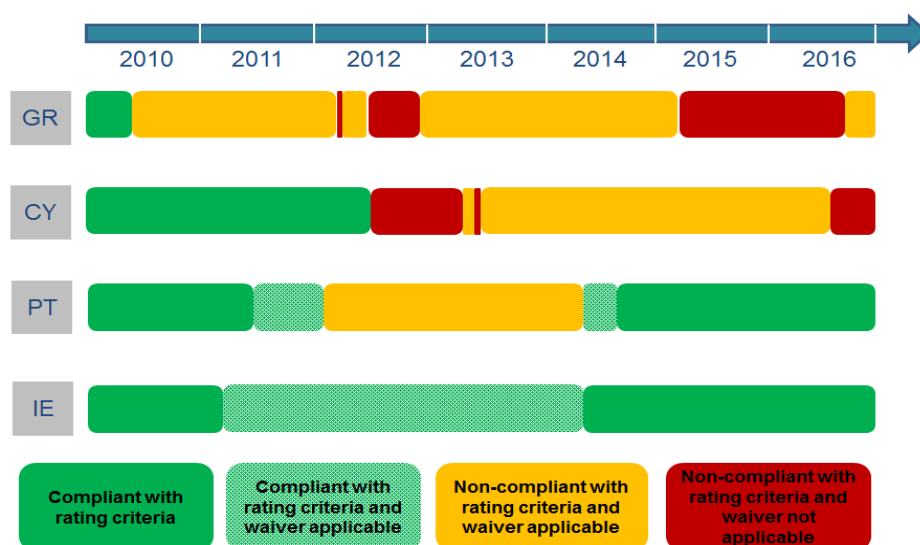 2010 2011 2012 2013 2014 2015 2016
GR
CY
PT
IE
Compliant with
rating criteria
Compliant with
rating criteria and
waiver applicable
Non-compliant with
rating criteria and
waiver applicable
Non-compliant with
rating criteria and
waiver not
applicable